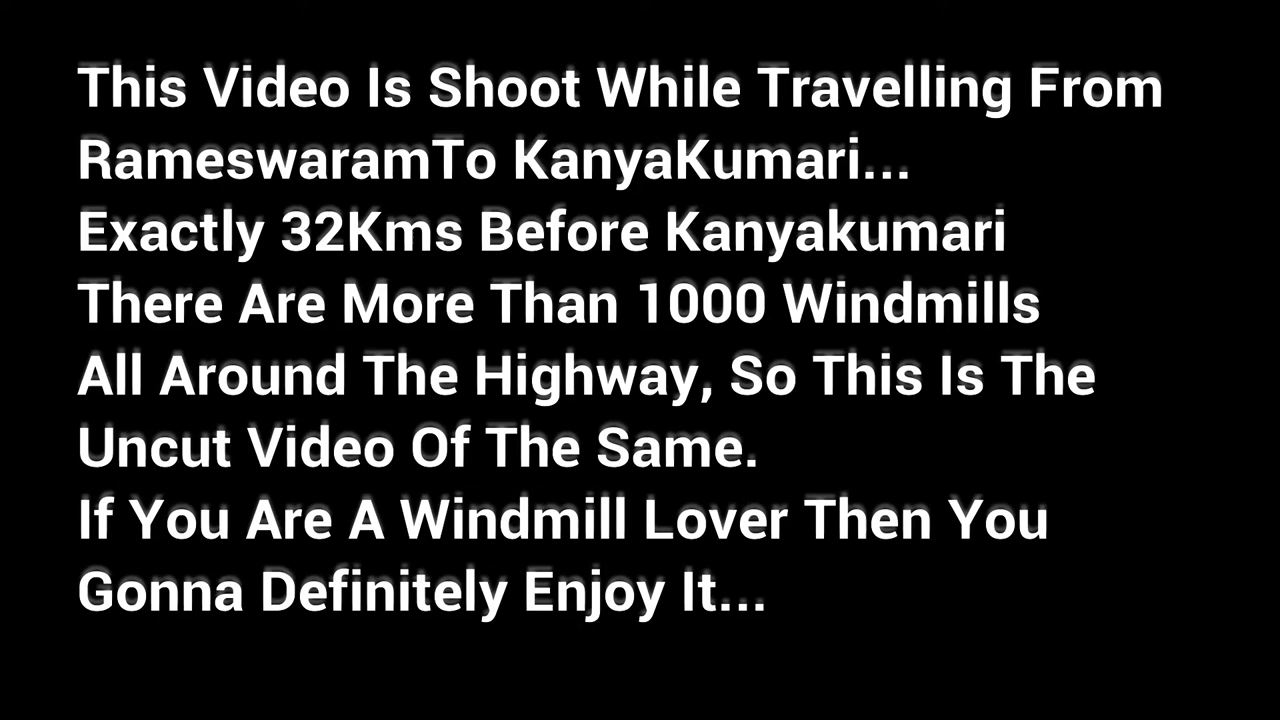 This Video Is Shoot While Travelling From
RameswaramTo KanyaKumari...
Exactly 32Kms Before Kanyakumari
There Are More Than 1000 Windmills
All Around The Highway, So This Is The
Uncut Video Of The Same.
If You Are A Windmill Lover Then You
Gonna Definitely Enjoy It...